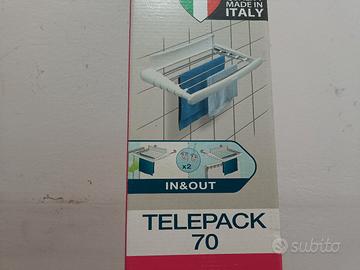 MADE IN
ITALY
x2
IN&OUT
TELEPACK
70
subito